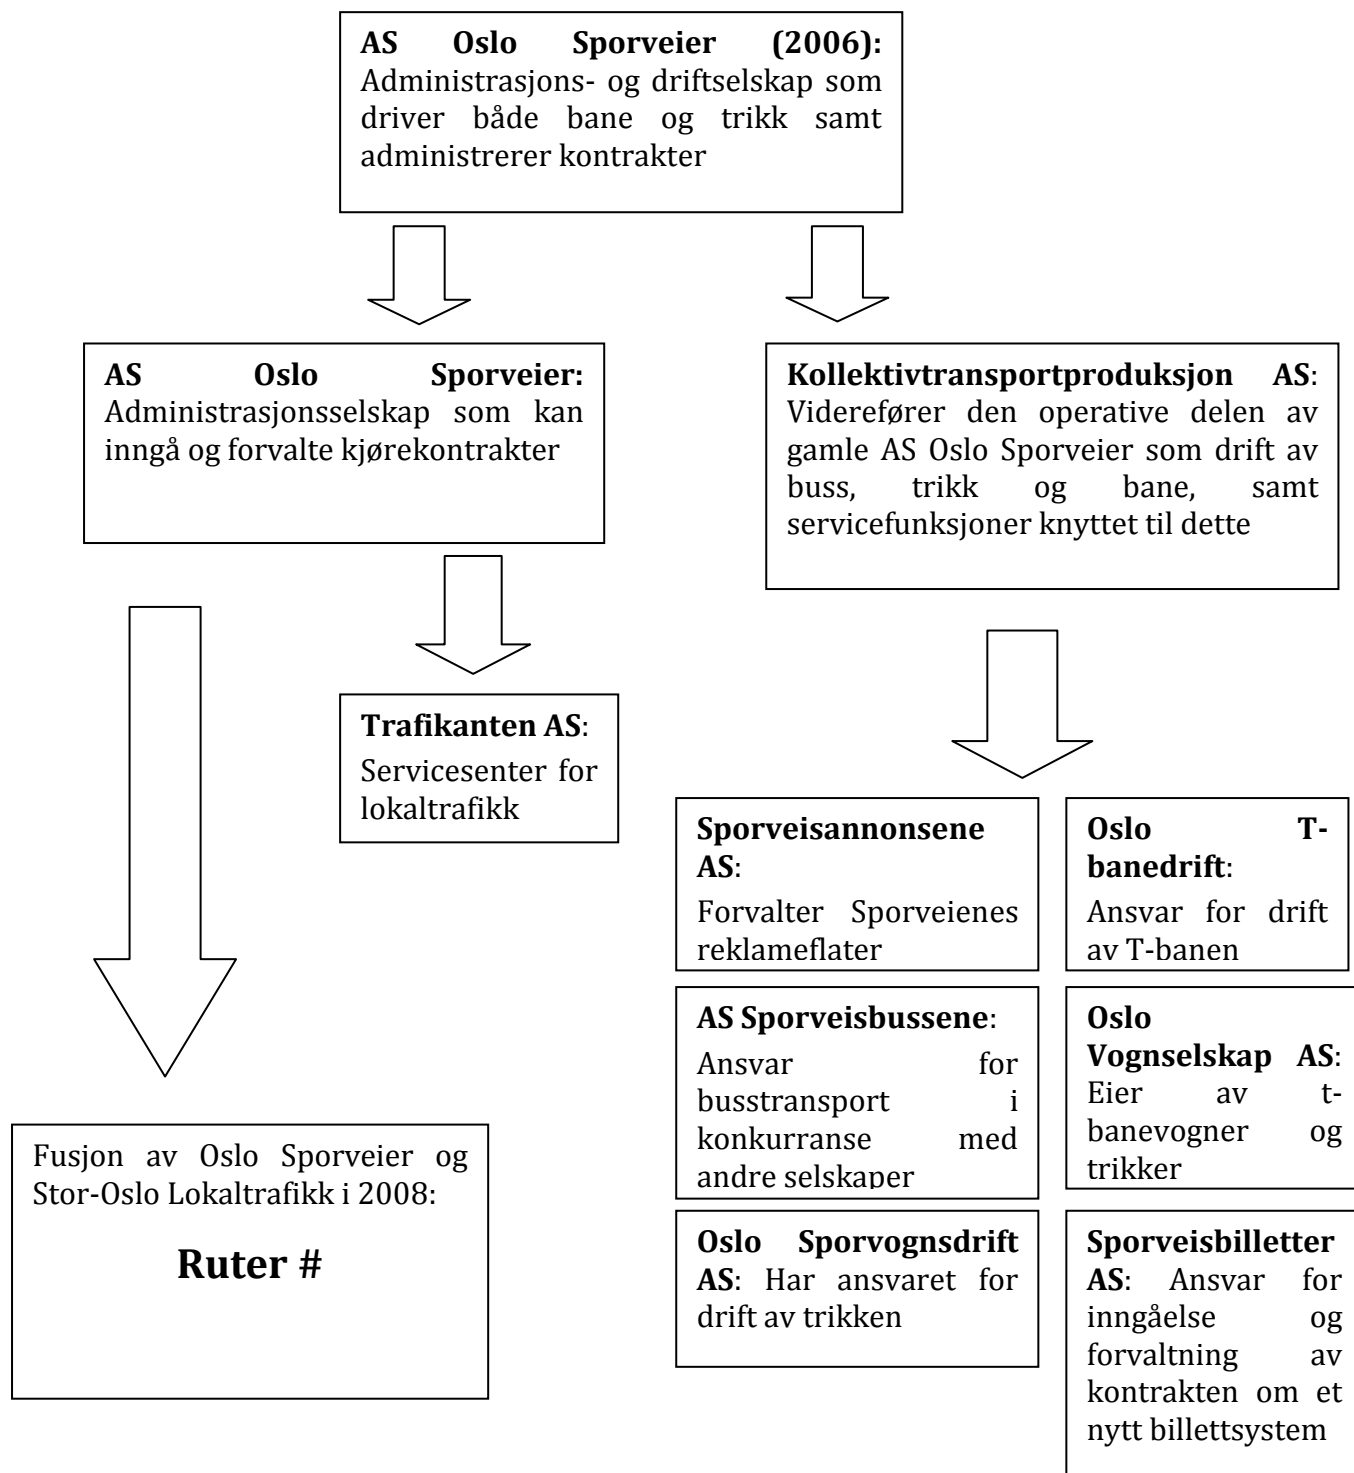 AS Oslo Sporveier (2006):
Administrasjons- og driftselskap som
driver både bane og trikk samt
administrerer kontrakter
AS Oslo Sporveier:
Administrasjonsselskap som kan
inngå og forvalte kjørekontrakter
Kollektivtransportproduksjon AS:
Viderefører den operative delen av
gamle AS Oslo Sporveier som drift av
buss, trikk og bane, samt
servicefunksjoner knyttet til dette
Trafikanten AS:
Servicesenter for
lokaltrafikk
Sporveisannonsene
AS:
Forvalter Sporveienes
reklameflater
Oslo T-
banedrift:
Ansvar for drift
av T-banen
AS Sporveisbussene:
Ansvar for
busstransport i
konkurranse med
andre selskaper
Oslo
Vognselskap AS:
Eier av t-
banevogner og
trikker
Fusjon av Oslo Sporveier og
Stor-Oslo Lokaltrafikk i 2008:
Ruter #
Oslo Sporvognsdrift
AS: Har ansvaret for
drift av trikken
Sporveisbilletter
AS: Ansvar for
inngåelse og
forvaltning av
kontrakten om et
nytt billettsystem